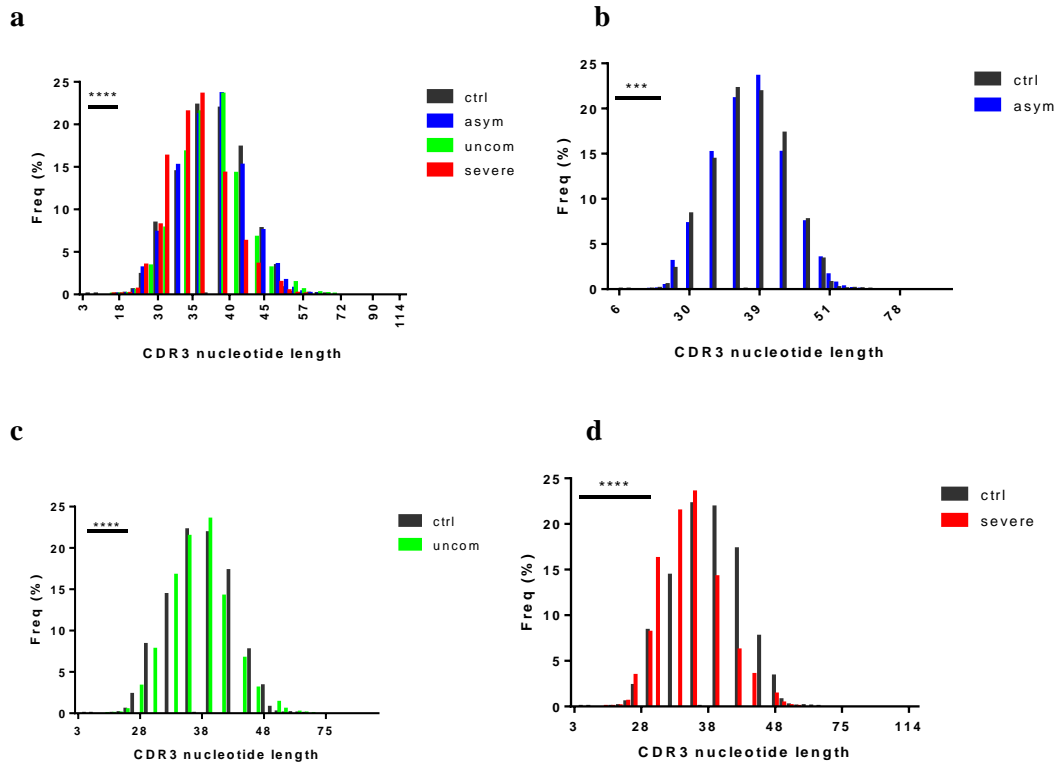 a
25
20
15
10
5
0
Freq (%)
****
3 18 30 35 40 45 57 72 90 114
CDR3 nucleotide length
ctrl
asym
uncom
severe
b
25
20
15
10
5
0
Freq (%)
***
6 30 39 51 78
CDR3 nucleotide length
ctrl
asym
c
25
20
15
10
5
0
Freq (%)
****
3 28 38 48 75
CDR3 nucleotide length
ctrl
uncom
d
25
20
15
10
5
0
Freq (%)
****
3 28 38 48 75 114
CDR3 nucleotide length
ctrl
severe